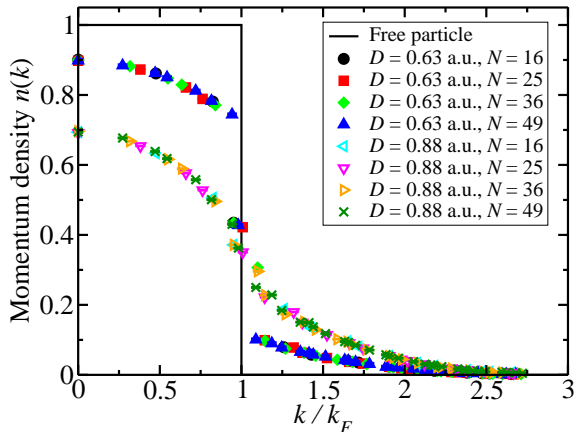 1
0.8
0.6
0.4
0.2
0
Momentum density n(k)
Free particle
D = 0.63 a.u., N = 16
D = 0.63 a.u., N = 25
D = 0.63 a.u., N = 36
D = 0.63 a.u., N = 49
D = 0.88 a.u., N = 16
D = 0.88 a.u., N = 25
D = 0.88 a.u., N = 36
D = 0.88 a.u., N = 49
0 0.5 1 1.5 2 2.5 3
k / k_F